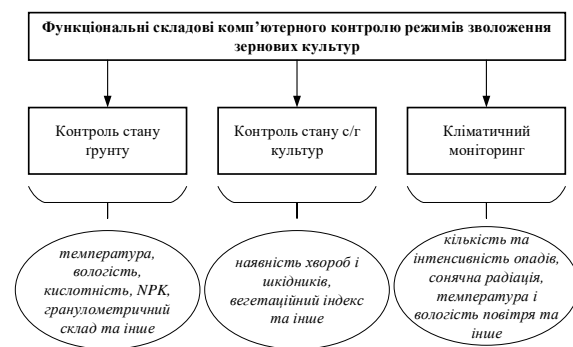 Функціональні складові комп’ютерного контролю режимів зволоження
зернових культур
Контроль стану
ґрунту
Контроль стану с/г
культур
Кліматичний
моніторинг
температура,
вологість,
кислотність, NPK,
гранулометричний
склад та інше
наявність хвороб і
шкідників,
вегетаційний індекс
та інше
кількість та
інтенсивність опадів,
сонячна радіація,
температура і
вологість повітря та
інше